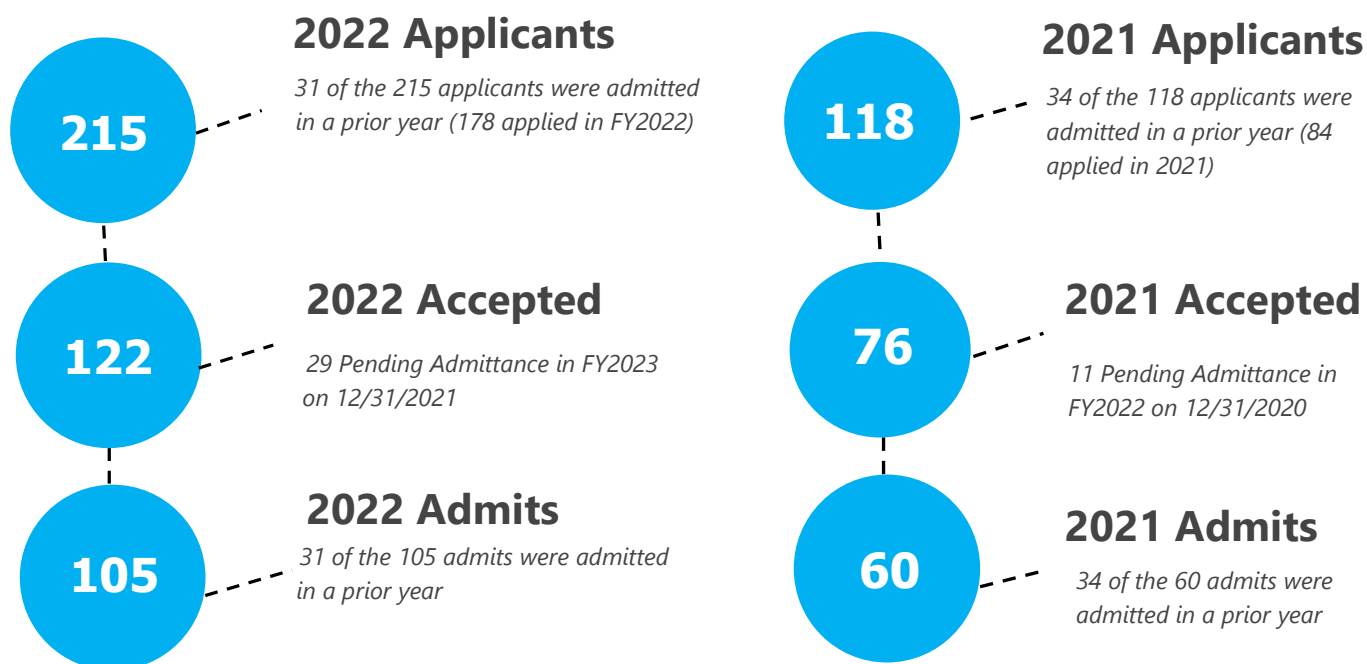 215
2022 Applicants
31 of the 215 applicants were admitted
in a prior year (178 applied in FY2022)
122
2022 Accepted
29 Pending Admittance in FY2023
on 12/31/2021
105
2022 Admits
31 of the 105 admits were admitted
in a prior year
118
2021 Applicants
34 of the 118 applicants were
admitted in a prior year (84
applied in 2021)
76
2021 Accepted
11 Pending Admittance in
FY2022 on 12/31/2020
60
2021 Admits
34 of the 60 admits were
admitted in a prior year